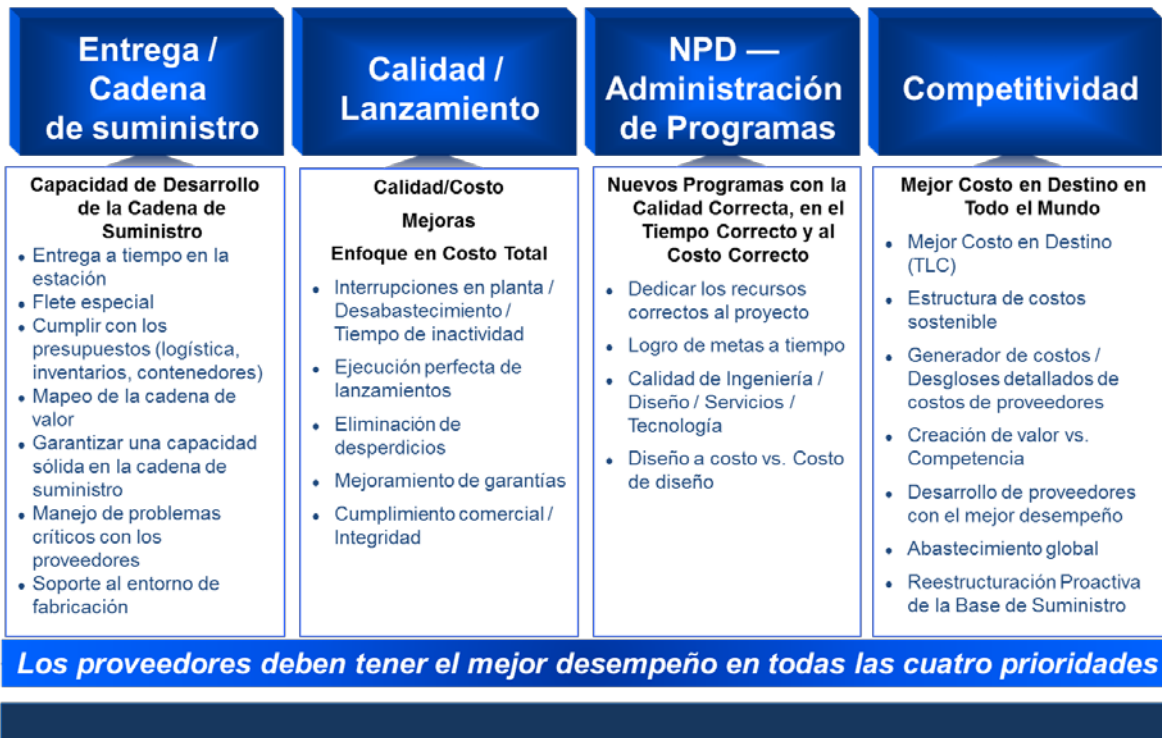 Entrega /
Cadena
de suministro
Capacidad de Desarrollo
de la Cadena de
Suministro
• Entrega a tiempo en la
estación
• Flete especial
• Cumplir con los
presupuestos (logística,
inventarios, contenedores)
• Mapeo de la cadena de
valor
• Garantizar una capacidad
sólida en la cadena de
suministro
• Manejo de problemas
críticos con los
proveedores
• Soporte al entorno de
fabricación
Calidad /
Lanzamiento
Calidad/Costo
Mejoras
Enfoque en Costo Total
• Interrupciones en planta /
Desabastecimiento /
Tiempo de inactividad
• Ejecución perfecta de
lanzamientos
• Eliminación de
desperdicios
• Mejoramiento de garantías
• Cumplimiento comercial /
Integridad
NPD —
Administración
de Programas
Nuevos Programas con la
Calidad Correcta, en el
Tiempo Correcto y al
Costo Correcto
• Dedicar los recursos
correctos al proyecto
• Logro de metas a tiempo
• Calidad de Ingeniería /
Diseño / Servicios /
Tecnología
• Diseño a costo vs. Costo
de diseño
Competitividad
Mejor Costo en Destino en
Todo el Mundo
• Mejor Costo en Destino
(TLC)
• Estructura de costos
sostenible
• Generador de costos /
Desgloses detallados de
costos de proveedores
• Creación de valor vs.
Competencia
• Desarrollo de proveedores
con el mejor desempeño
• Abastecimiento global
• Reestructuración Proactiva
de la Base de Suministro
Los proveedores deben tener el mejor desempeño en todas las cuatro prioridades